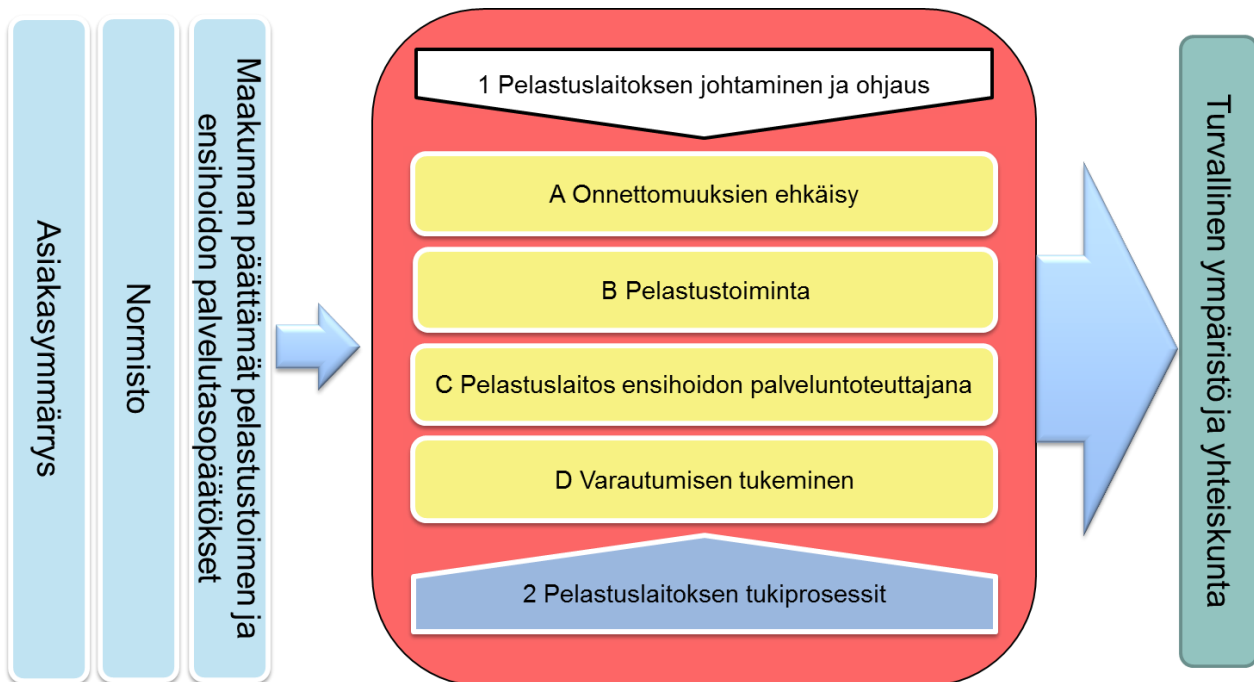 Asiakasymmärrys
Normisto
Maakunnan päättämät pelastustoimen ja
ensihoidon palvelutasopäätökset
1 Pelastuslaitoksen johtaminen ja ohjaus
A Onnettomuuksien ehkäisy
B Pelastustoiminta
C Pelastuslaitos ensihoidon palveluntoteuttajana
D Varautumisen tukeminen
2 Pelastuslaitoksen tukiprosessit
Turvallinen ympäristö ja yhteiskunta